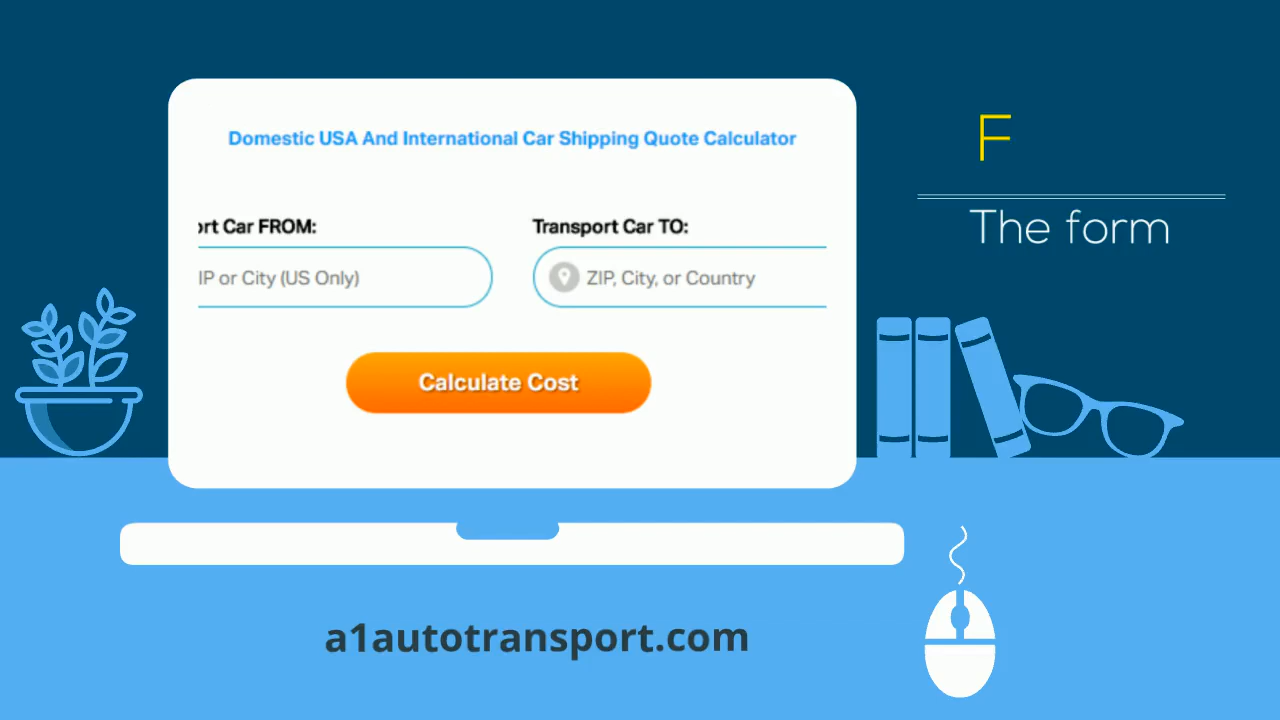 Domestic USA And International Car Shipping Quote Calculator
rt Car FROM:
Transport Car TO:
IP or City (US Only)
ZIP, City, or Country
Calculate Cost
F
The form
a1autotransport.com